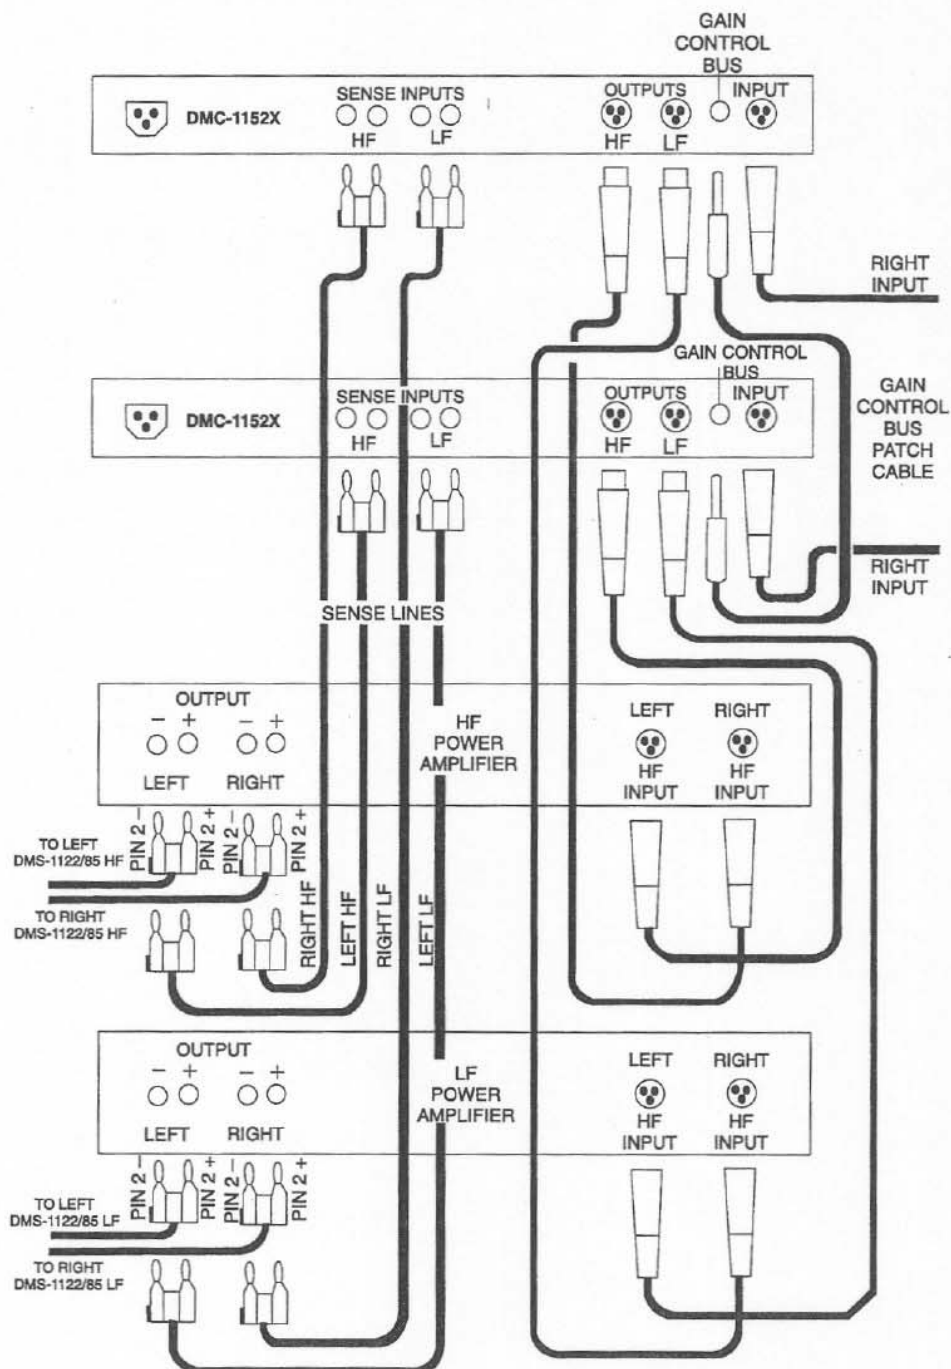 GAIN
CONTROL
BUS
DMC-1152X
SENSE INPUTS
HF
LF
OUTPUTS
HF
LF
INPUT
RIGHT
INPUT
GAIN CONTROL
BUS
DMC-1152X
SENSE INPUTS
HF
LF
OUTPUTS
HF
LF
INPUT
GAIN
CONTROL
BUS
PATCH
CABLE
RIGHT
INPUT
SENSE LINES
OUTPUT
− +
− +
LEFT
RIGHT
HF
POWER
AMPLIFIER
LEFT
HF
INPUT
RIGHT
HF
INPUT
PIN 2 −
PIN 2 +
PIN 2 −
PIN 2 +
TO LEFT
DMS-1122/85 HF
TO RIGHT
DMS-1122/85 HF
RIGHT HF
LEFT HF
RIGHT LF
LEFT LF
OUTPUT
− +
− +
LEFT
RIGHT
LF
POWER
AMPLIFIER
LEFT
HF
INPUT
RIGHT
HF
INPUT
PIN 2 −
PIN 2 +
PIN 2 −
PIN 2 +
TO LEFT
DMS-1122/85 LF
TO RIGHT
DMS-1122/85 LF